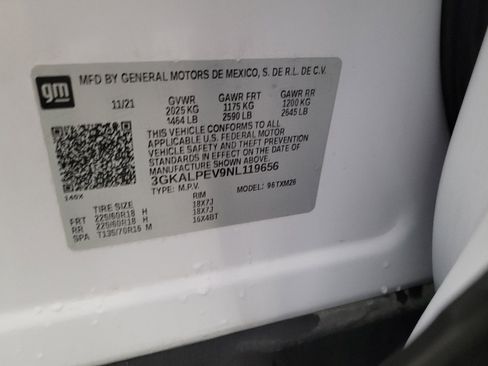 gm
MFD BY GENERAL MOTORS DE MEXICO, S. DE R.L. DE C.V.
11/21 GVWR GAWR FRT GAWR RR
2025 KG 1175 KG 1200 KG
4464 LB 2590 LB 2645 LB
THIS VEHICLE CONFORMS TO ALL
APPLICABLE U.S. FEDERAL MOTOR
VEHICLE SAFETY AND THEFT PREVENTION
STANDARDS IN EFFECT ON THE DATE OF
MANUFACTURE SHOWN ABOVE.
3GKALPEV9NL119656
TYPE: M.P.V. MODEL: 96TXM26
TIRE SIZE RIM
FRT 225/60R18 H 18X7J
RR 225/60R18 H 18X7J
SPA T135/70R16 M 16X4BT